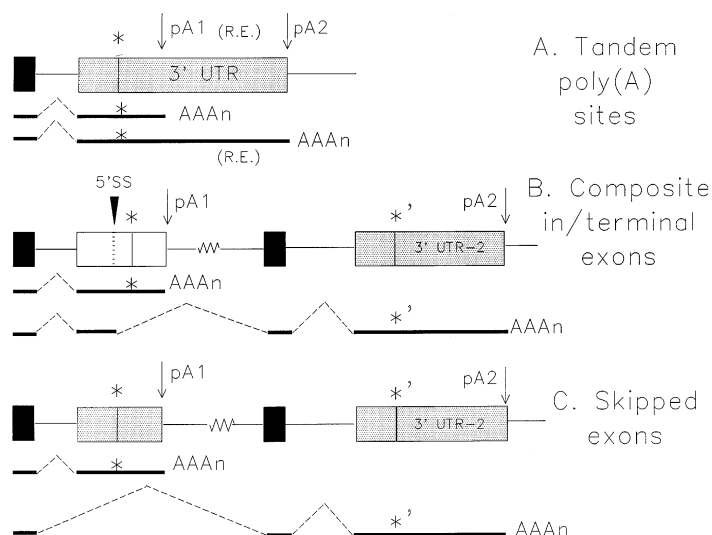 * pA1 (R.E.) pA2
3' UTR
A. Tandem
poly(A)
sites
* AAAn
* AAAn
(R.E.)
5'SS
* pA1 *' pA2
3' UTR-2
B. Composite
in/terminal
exons
* AAAn
*' AAAn
* pA1 *' pA2
3' UTR-2
C. Skipped
exons
* AAAn
*' AAAn